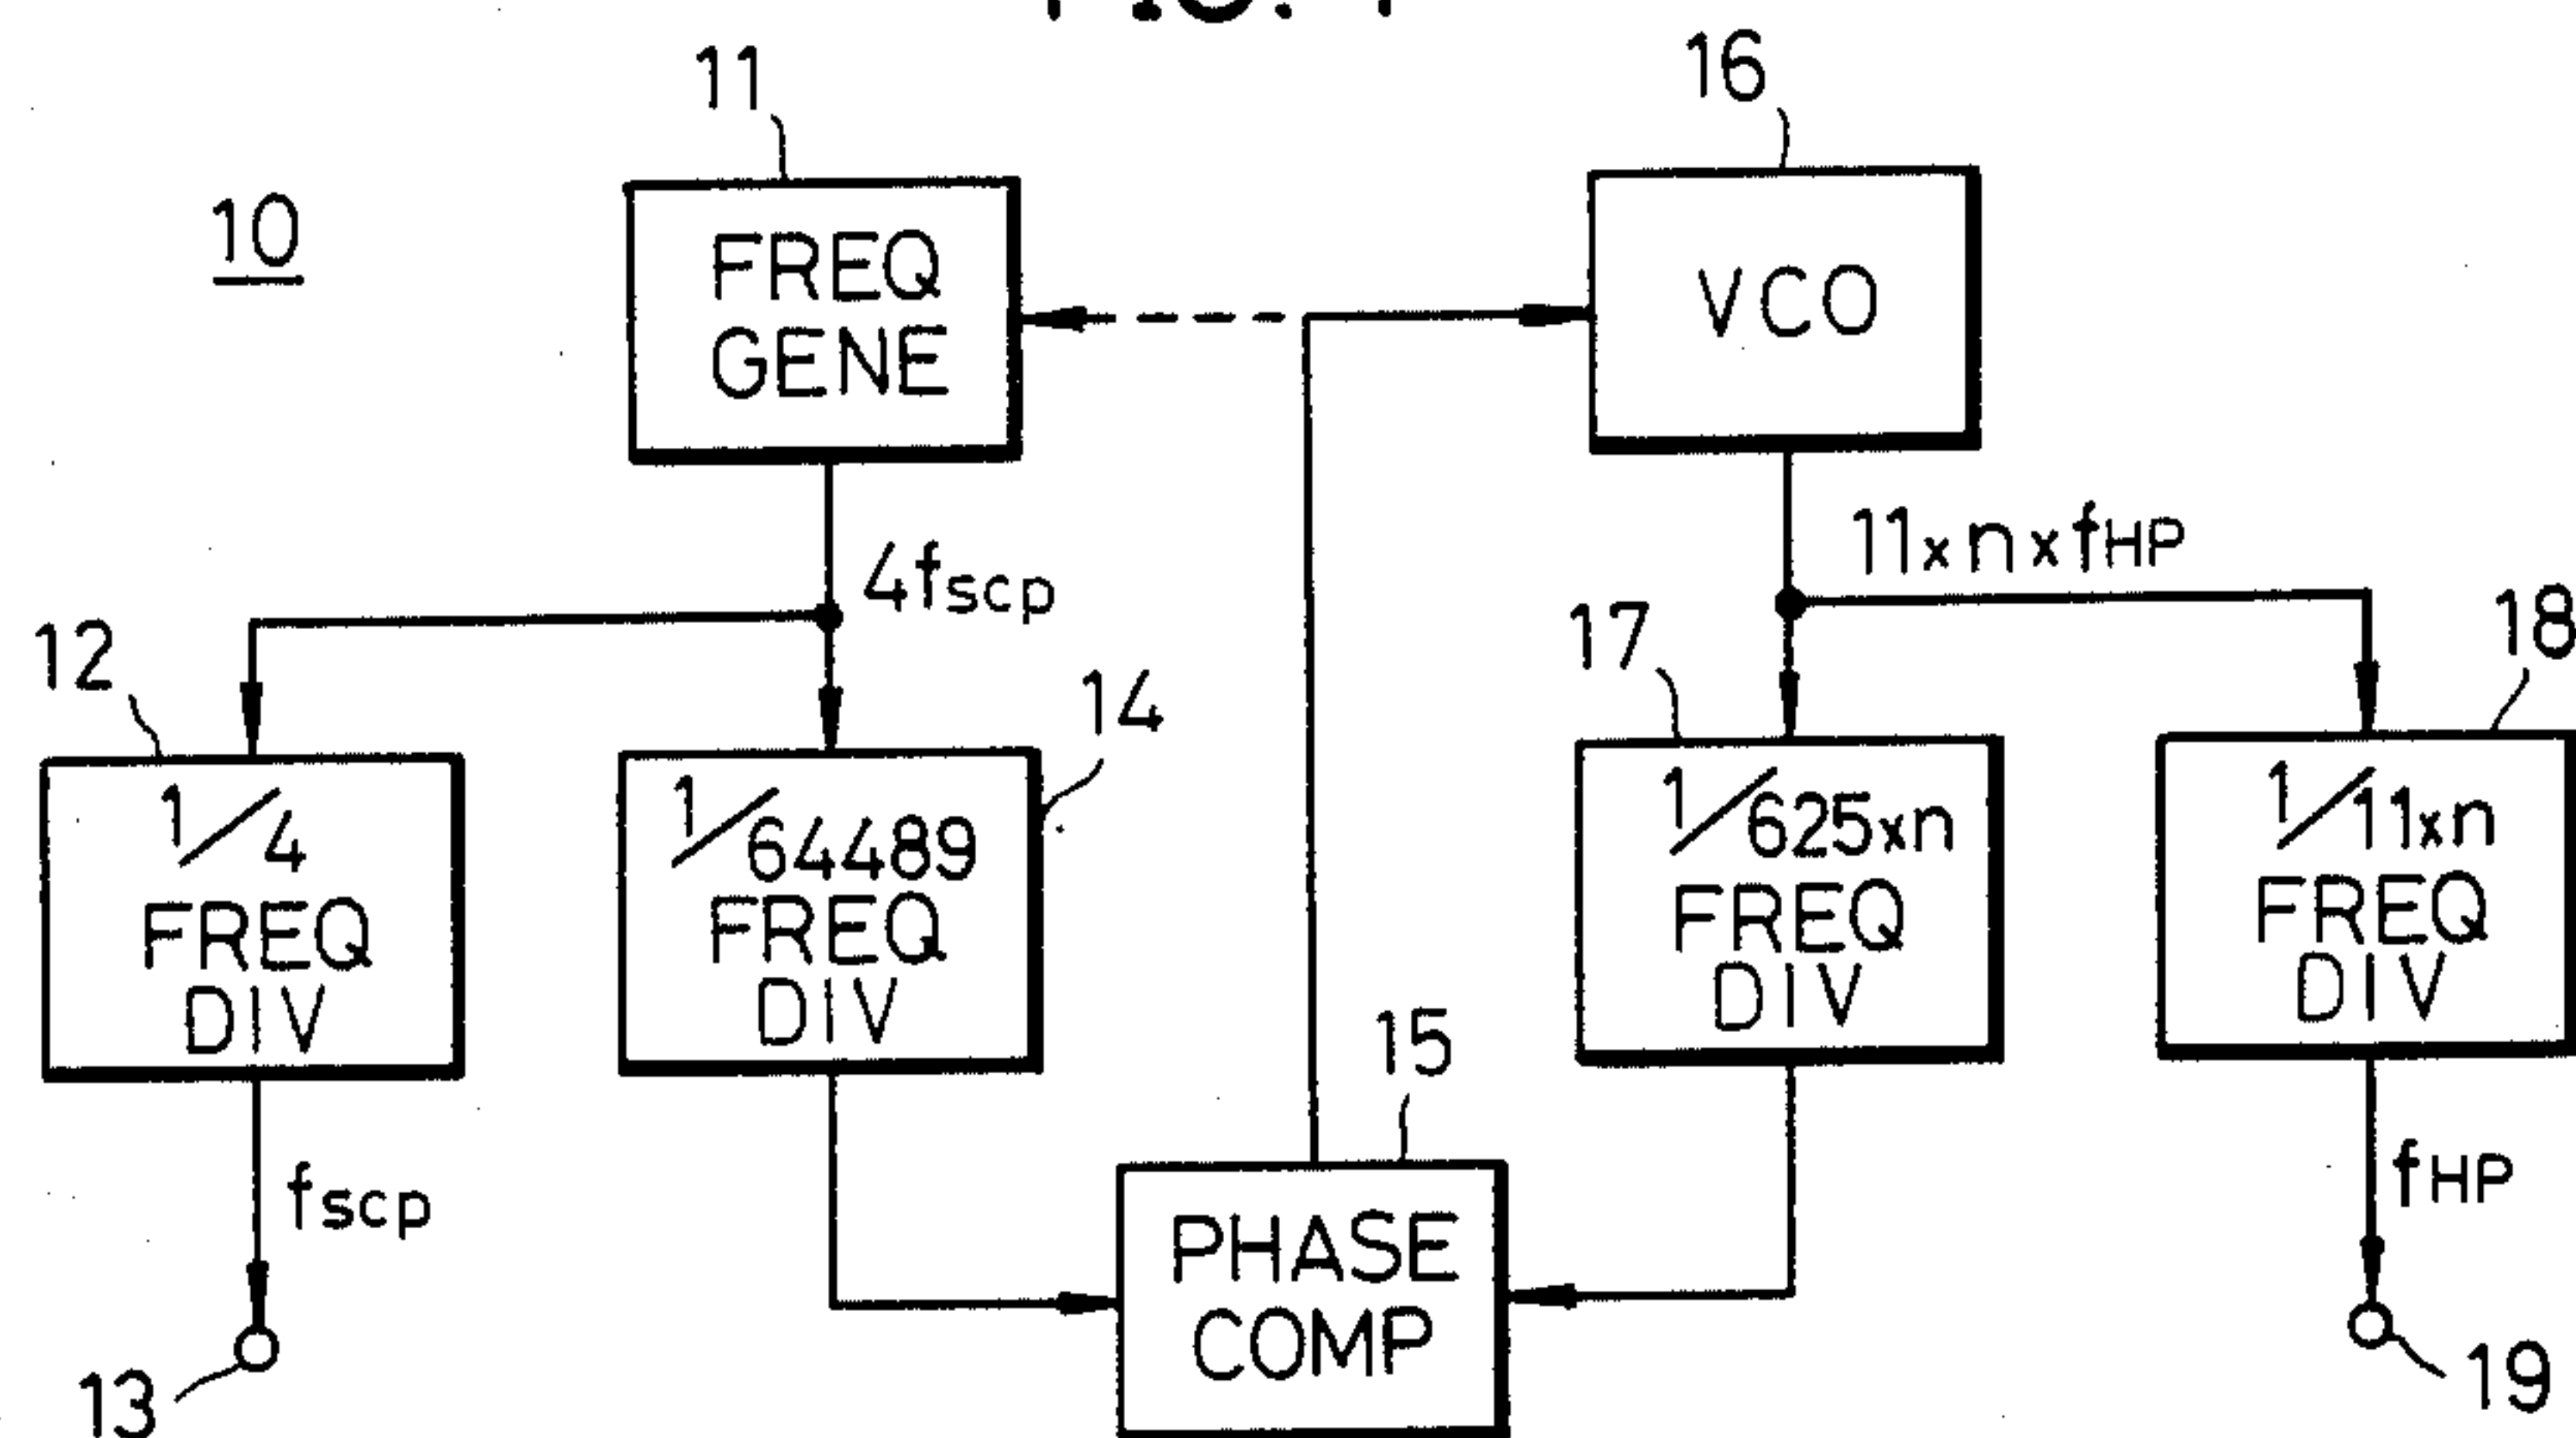 11
16
10
FREQ
GENE
VCO
4fscp
11xnxfHP
12
14
17
18
1/4
FREQ
DIV
1/64489
FREQ
DIV
1/625xn
FREQ
DIV
1/11xn
FREQ
DIV
15
fscp
fHP
PHASE
COMP
13
19